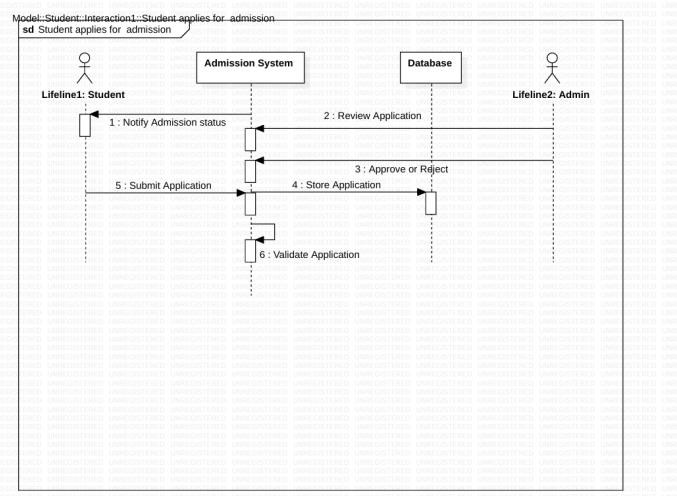 Model::Student::Interaction1::Student applies for admission
sd Student applies for admission
Admission System
Database
Lifeline1: Student
Lifeline2: Admin
1 : Notify Admission status
2 : Review Application
3 : Approve or Reject
5 : Submit Application
4 : Store Application
6 : Validate Application
UNREGISTERED